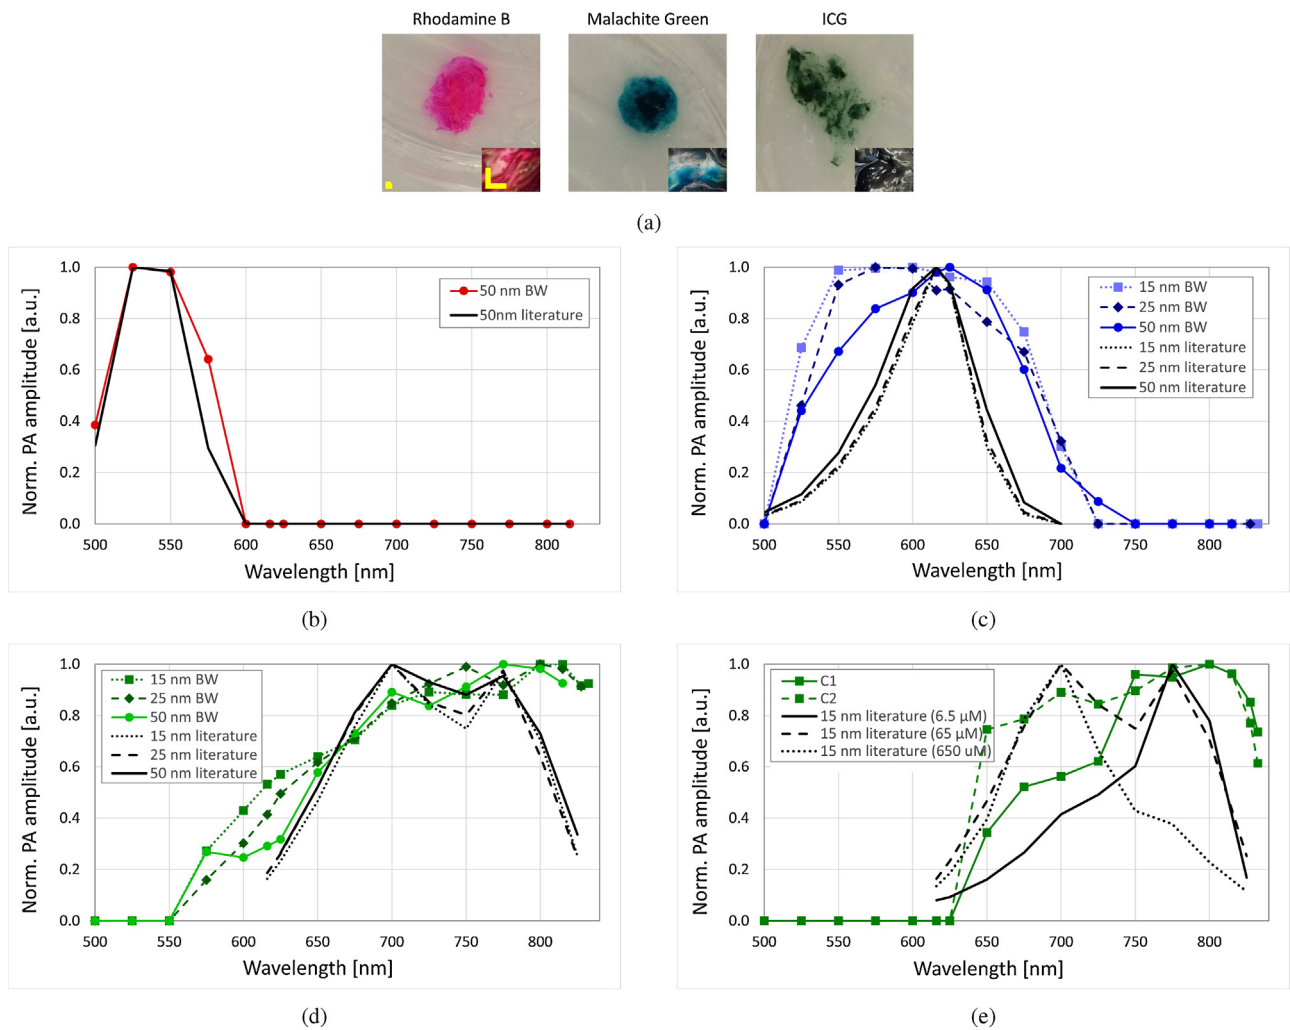 Rhodamine B Malachite Green ICG
(a)
Norm. PA amplitude [a.u.]
1.0
0.8
0.6
0.4
0.2
0.0
500 550 600 650 700 750 800
Wavelength [nm]
50 nm BW
50nm literature
(b)
Norm. PA amplitude [a.u.]
1.0
0.8
0.6
0.4
0.2
0.0
500 550 600 650 700 750 800
Wavelength [nm]
15 nm BW
25 nm BW
50 nm BW
15 nm literature
25 nm literature
50 nm literature
(c)
Norm. PA amplitude [a.u.]
1.0
0.8
0.6
0.4
0.2
0.0
500 550 600 650 700 750 800
Wavelength [nm]
15 nm BW
25 nm BW
50 nm BW
15 nm literature
25 nm literature
50 nm literature
(d)
Norm. PA amplitude [a.u.]
1.0
0.8
0.6
0.4
0.2
0.0
500 550 600 650 700 750 800
Wavelength [nm]
C1
C2
15 nm literature (6.5 µM)
15 nm literature (65 µM)
15 nm literature (650 uM)
(e)